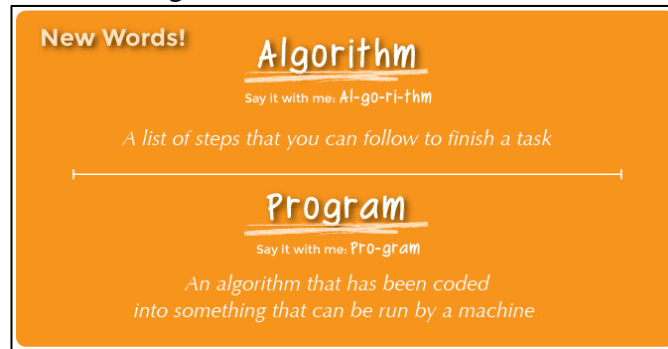 New Words!
Algorithm
Say it with me: Al-go-ri-thm
A list of steps that you can follow to finish a task
Program
Say it with me: Pro-gram
An algorithm that has been coded
into something that can be run by a machine